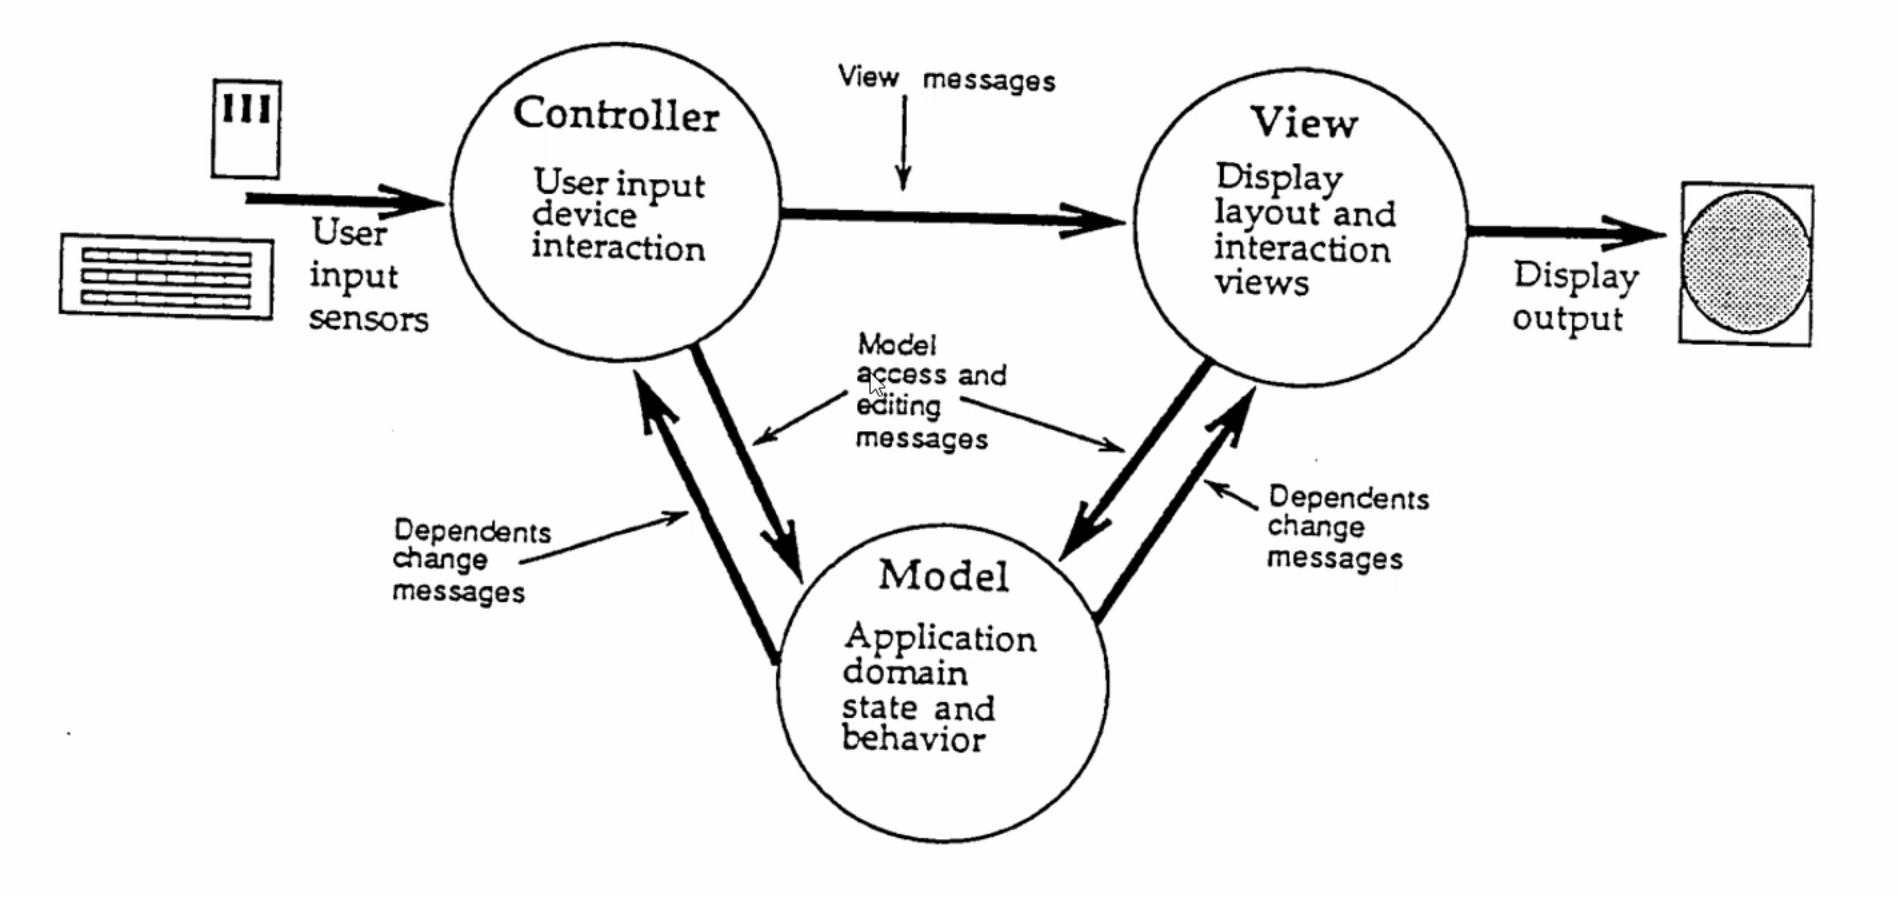 View messages
Controller
User input
device
interaction
View
Display
layout and
interaction
views
User
input
sensors
Display
output
Model
access and
editing
messages
Dependents
change
messages
Dependents
change
messages
Model
Application
domain
state and
behavior